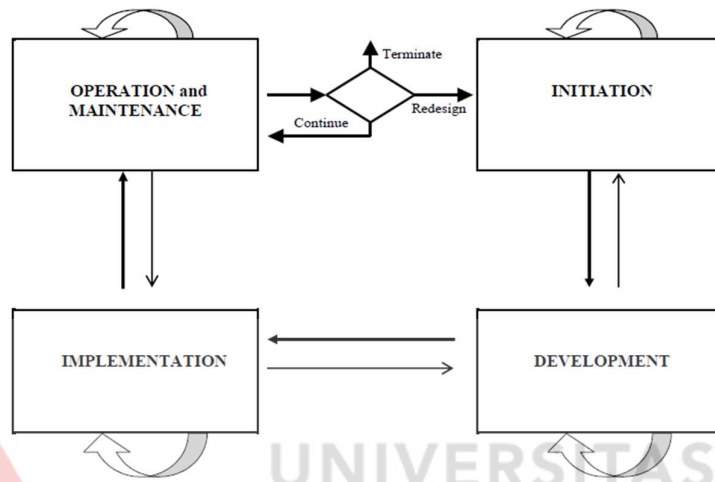 OPERATION and
MAINTENANCE
Terminate
Continue
Redesign
INITIATION
IMPLEMENTATION
DEVELOPMENT
UNIVERSITAS